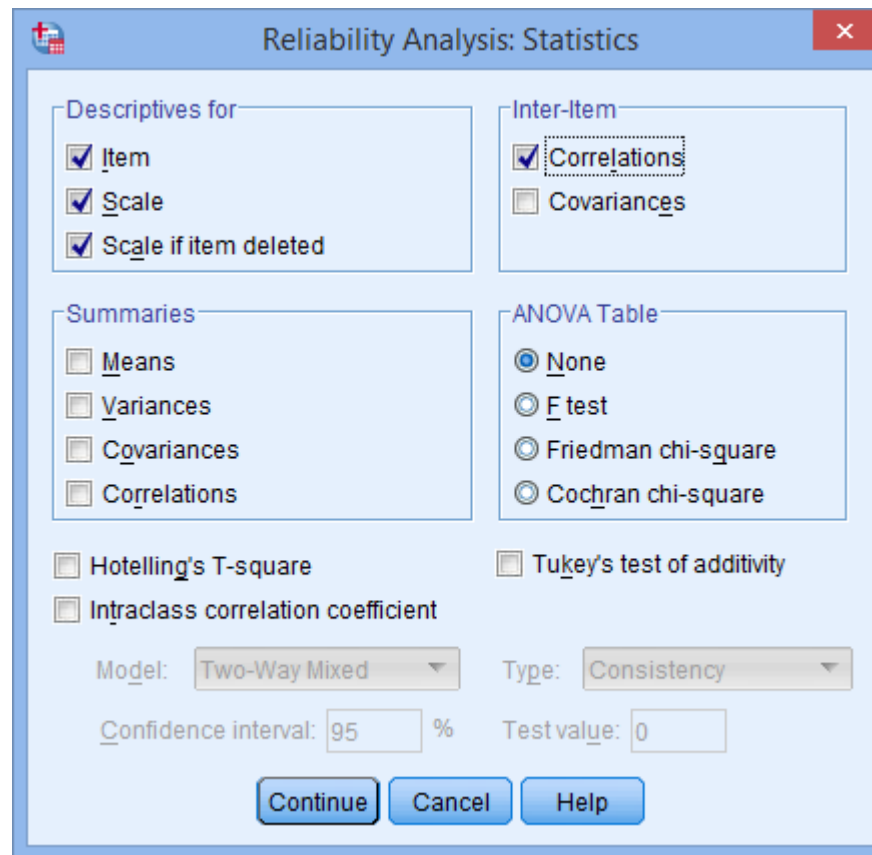 Reliability Analysis: Statistics
Descriptives for
Item
Scale
Scale if item deleted
Inter-Item
Correlations
Covariances
Summaries
Means
Variances
Covariances
Correlations
ANOVA Table
None
F test
Friedman chi-square
Cochran chi-square
Hotelling's T-square
Tukey's test of additivity
Intraclass correlation coefficient
Model: Two-Way Mixed
Type: Consistency
Confidence interval: 95 %
Test value: 0
Continue
Cancel
Help